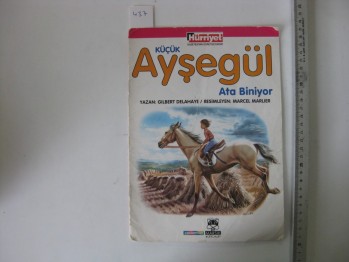 Hürriyet
KÜÇÜK
Ayşegül
Ata Biniyor
YAZAN: GILBERT DELAHAYE / RESİMLEYEN: MARCEL MARLIER